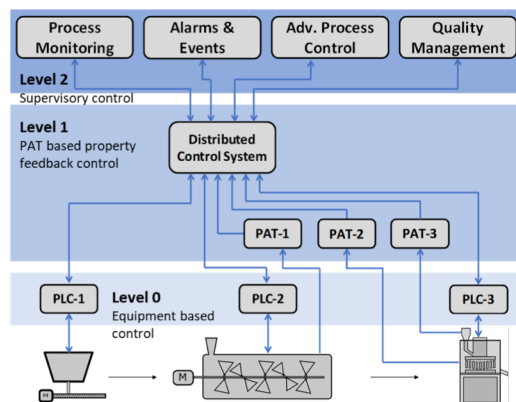 Process
Monitoring
Alarms &
Events
Adv. Process
Control
Quality
Management
Level 2
Supervisory control
Level 1
PAT based property
feedback control
Distributed
Control System
PAT-1
PAT-2
PAT-3
PLC-1
Level 0
Equipment based
control
PLC-2
PLC-3
M
M